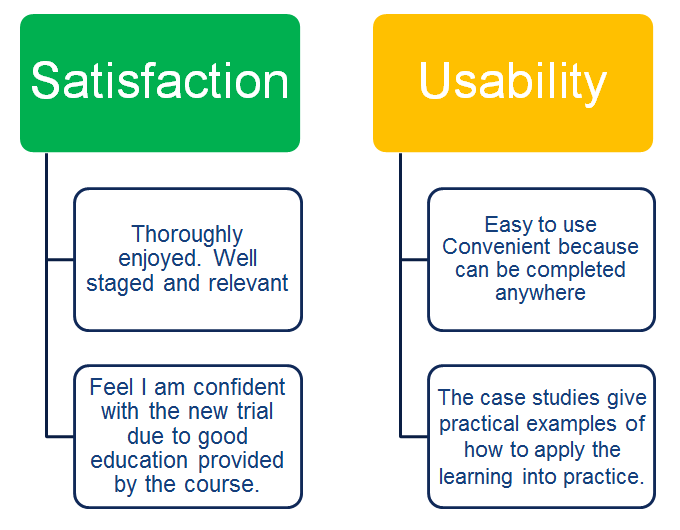 Satisfaction
Thoroughly
enjoyed.  Well
staged and relevant
Feel I am confident
with the new trial
due to good
education provided
by the course.
Usability
Easy to use
Convenient because
can be completed
anywhere
The case studies give
practical examples of
how to apply the
learning into practice.